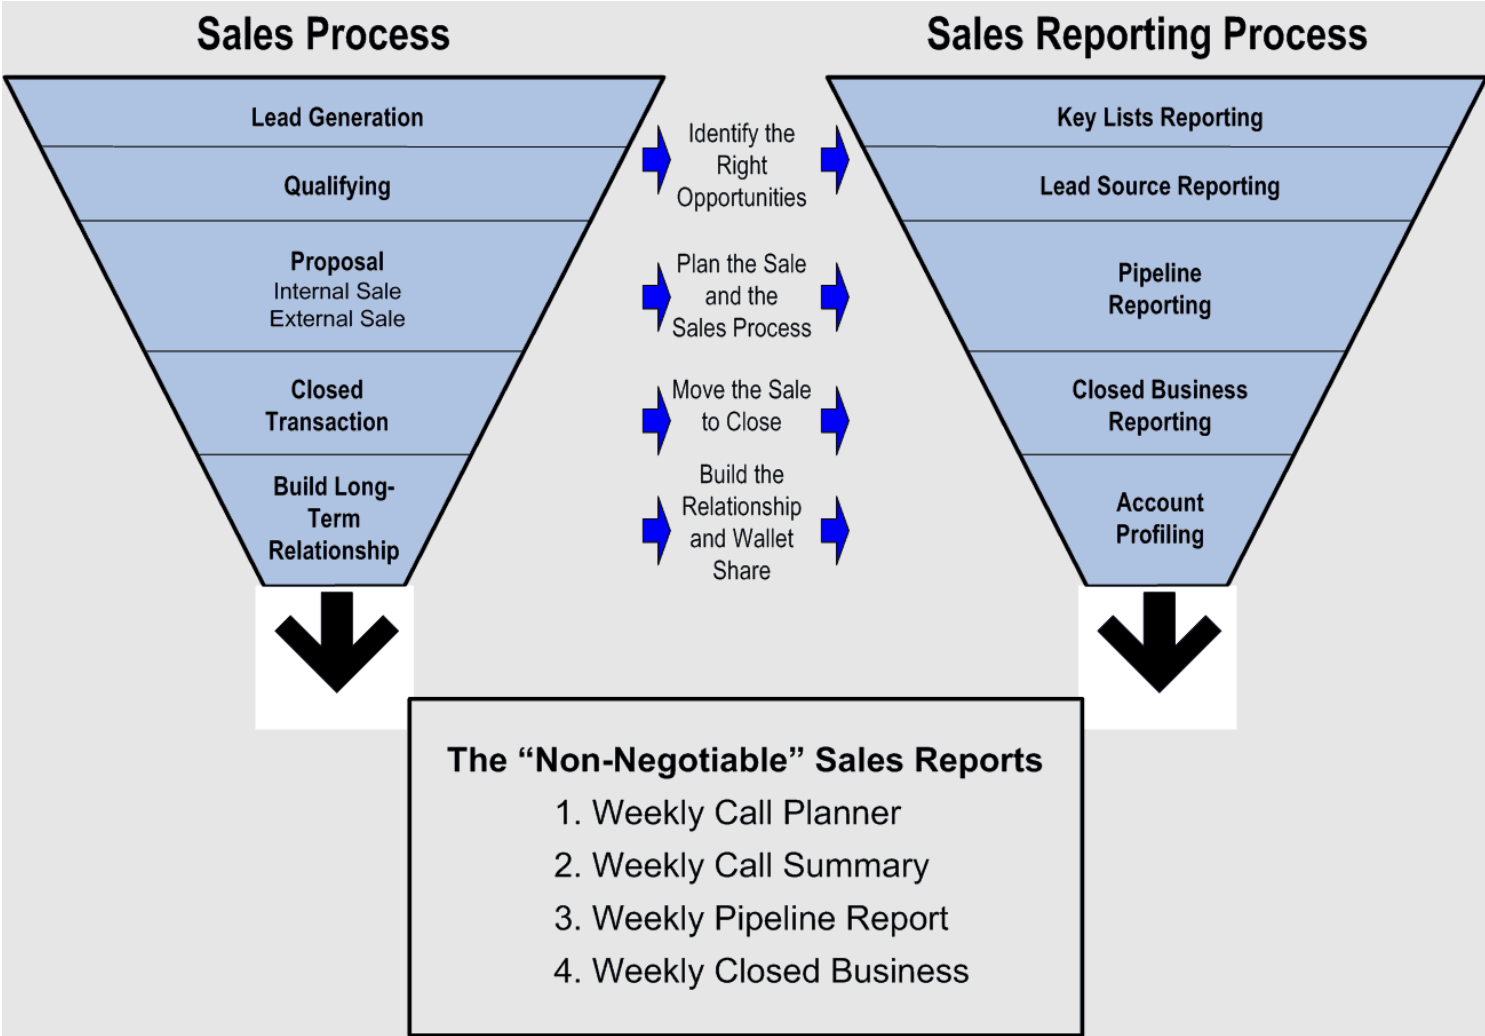 Sales Process
Lead Generation
Qualifying
Proposal
Internal Sale
External Sale
Closed
Transaction
Build Long-
Term
Relationship
Identify the
Right
Opportunities
Plan the Sale
and the
Sales Process
Move the Sale
to Close
Build the
Relationship
and Wallet
Share
Sales Reporting Process
Key Lists Reporting
Lead Source Reporting
Pipeline
Reporting
Closed Business
Reporting
Account
Profiling
The “Non-Negotiable” Sales Reports
1. Weekly Call Planner
2. Weekly Call Summary
3. Weekly Pipeline Report
4. Weekly Closed Business